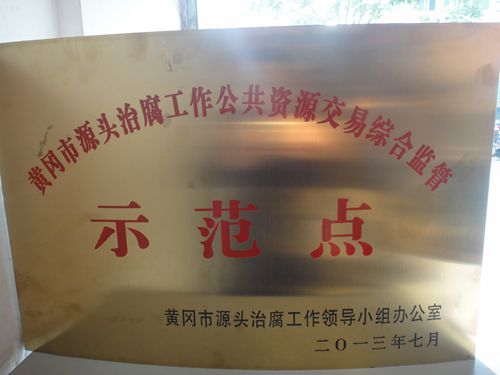 黄冈市源头治腐工作公共资源交易综合监管
示范点
黄冈市源头治腐工作领导小组办公室
二〇一三年七月